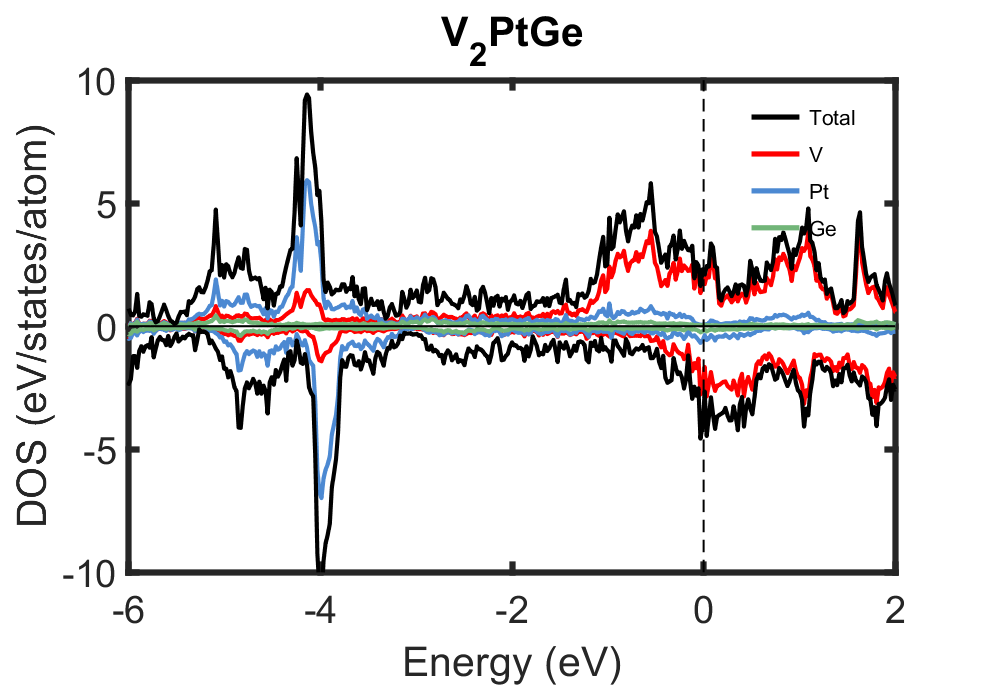 V₂PtGe
DOS (eV/states/atom)
10
5
0
-5
-10
Total
V
Pt
Ge
-6
-4
-2
0
2
Energy (eV)